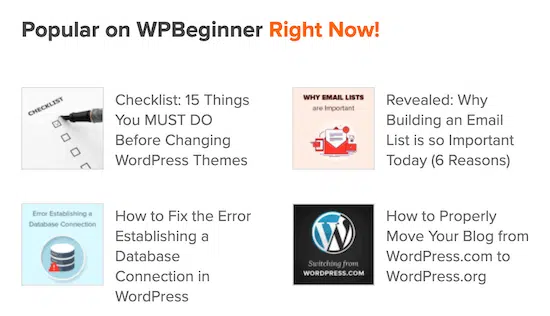 Popular on WPBeginner Right Now!
CHECKLIST
Checklist: 15 Things
You MUST DO
Before Changing
WordPress Themes
WHY EMAIL LISTS
are Important
Revealed: Why
Building an Email
List is so Important
Today (6 Reasons)
Error Establishing a
Database Connection
How to Fix the Error
Establishing a
Database
Connection in
WordPress
Switching from
WORDPRESS.COM
How to Properly
Move Your Blog from
WordPress.com to
WordPress.org